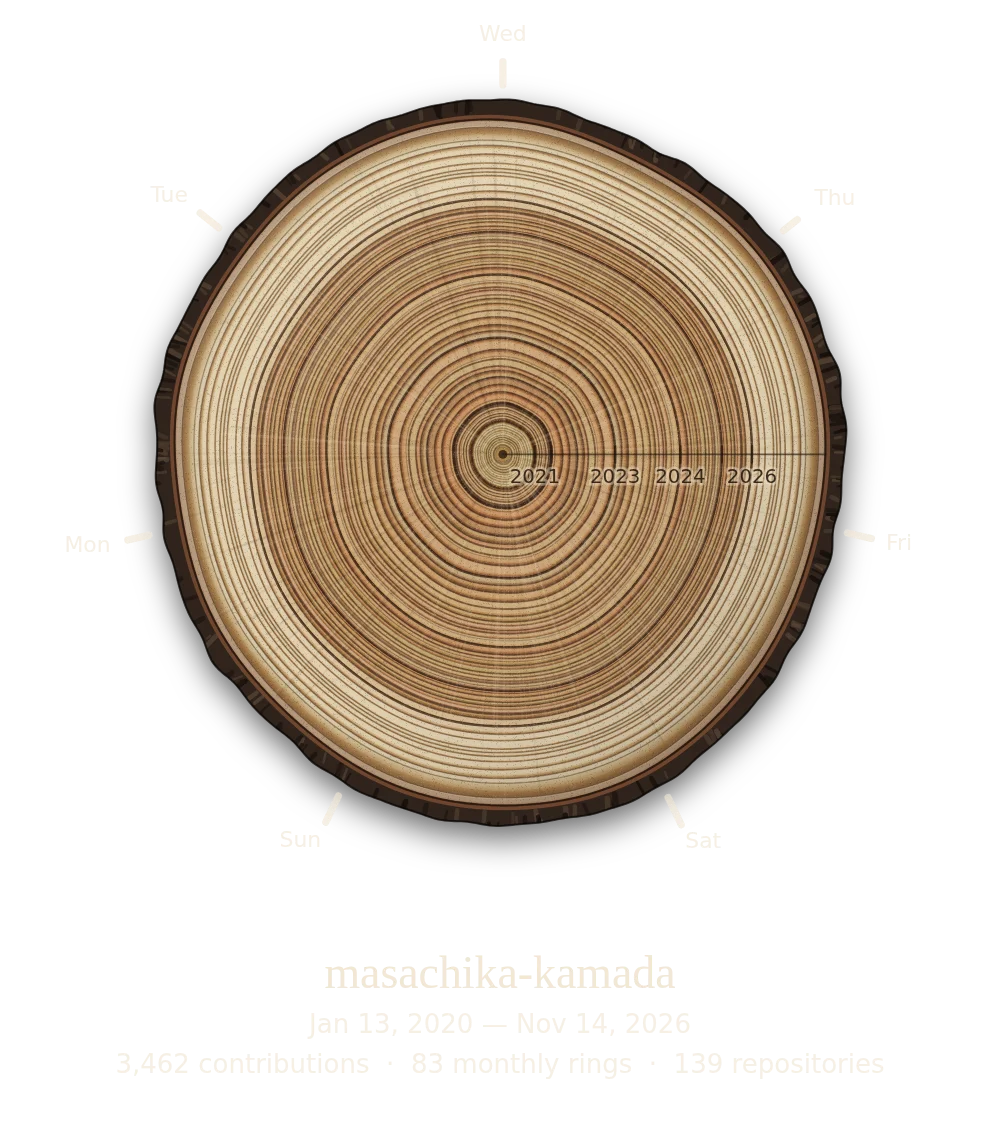 Wed
Tue
Thu
2021 2023 2024 2026
Mon
Fri
Sun
Sat
masachika-kamada
Jan 13, 2020 — Nov 14, 2026
3,462 contributions · 83 monthly rings · 139 repositories